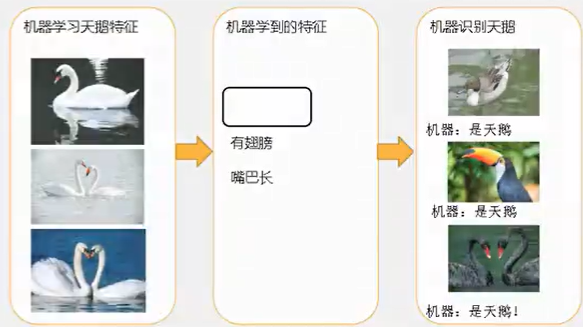 机器学习天鹅特征
机器学到的特征
有翅膀
嘴巴长
机器识别天鹅
机器：是天鹅
机器：是天鹅
机器：是天鹅！